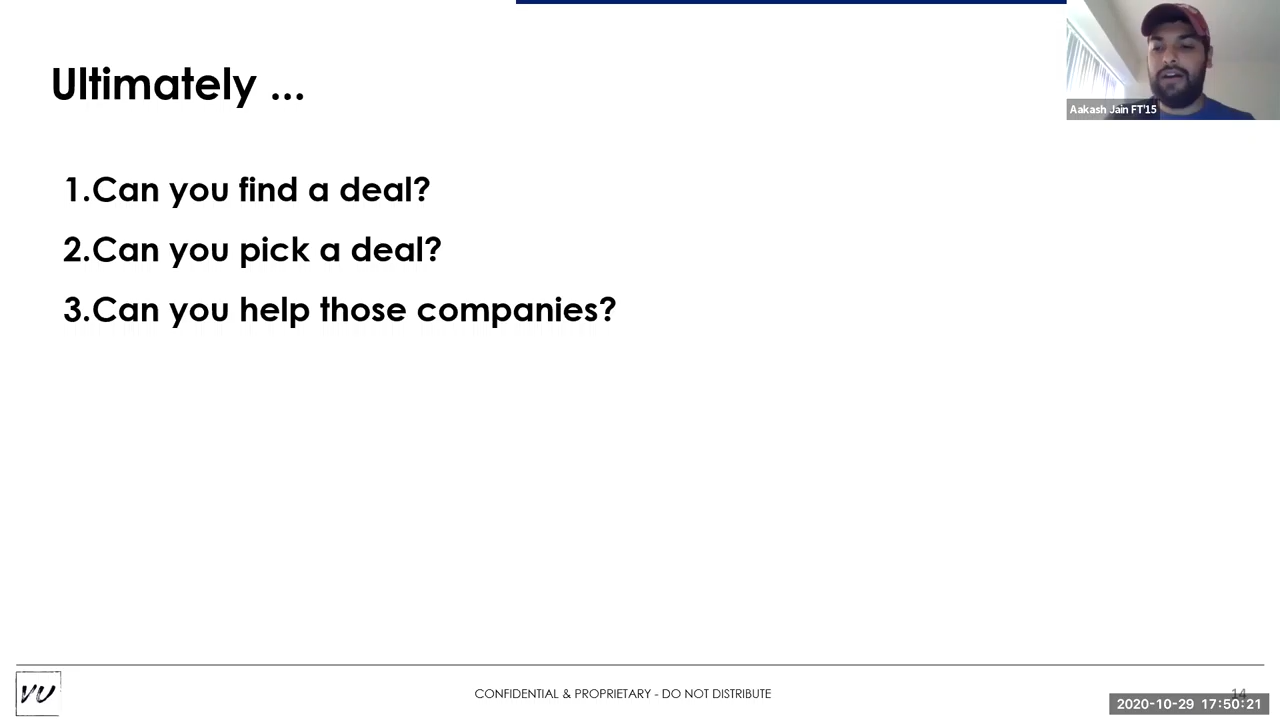 Ultimately ...
Aakash Jain FT'15
1.Can you find a deal?
2.Can you pick a deal?
3.Can you help those companies?
VU
CONFIDENTIAL & PROPRIETARY - DO NOT DISTRIBUTE
14
2020-10-29 17:50:21